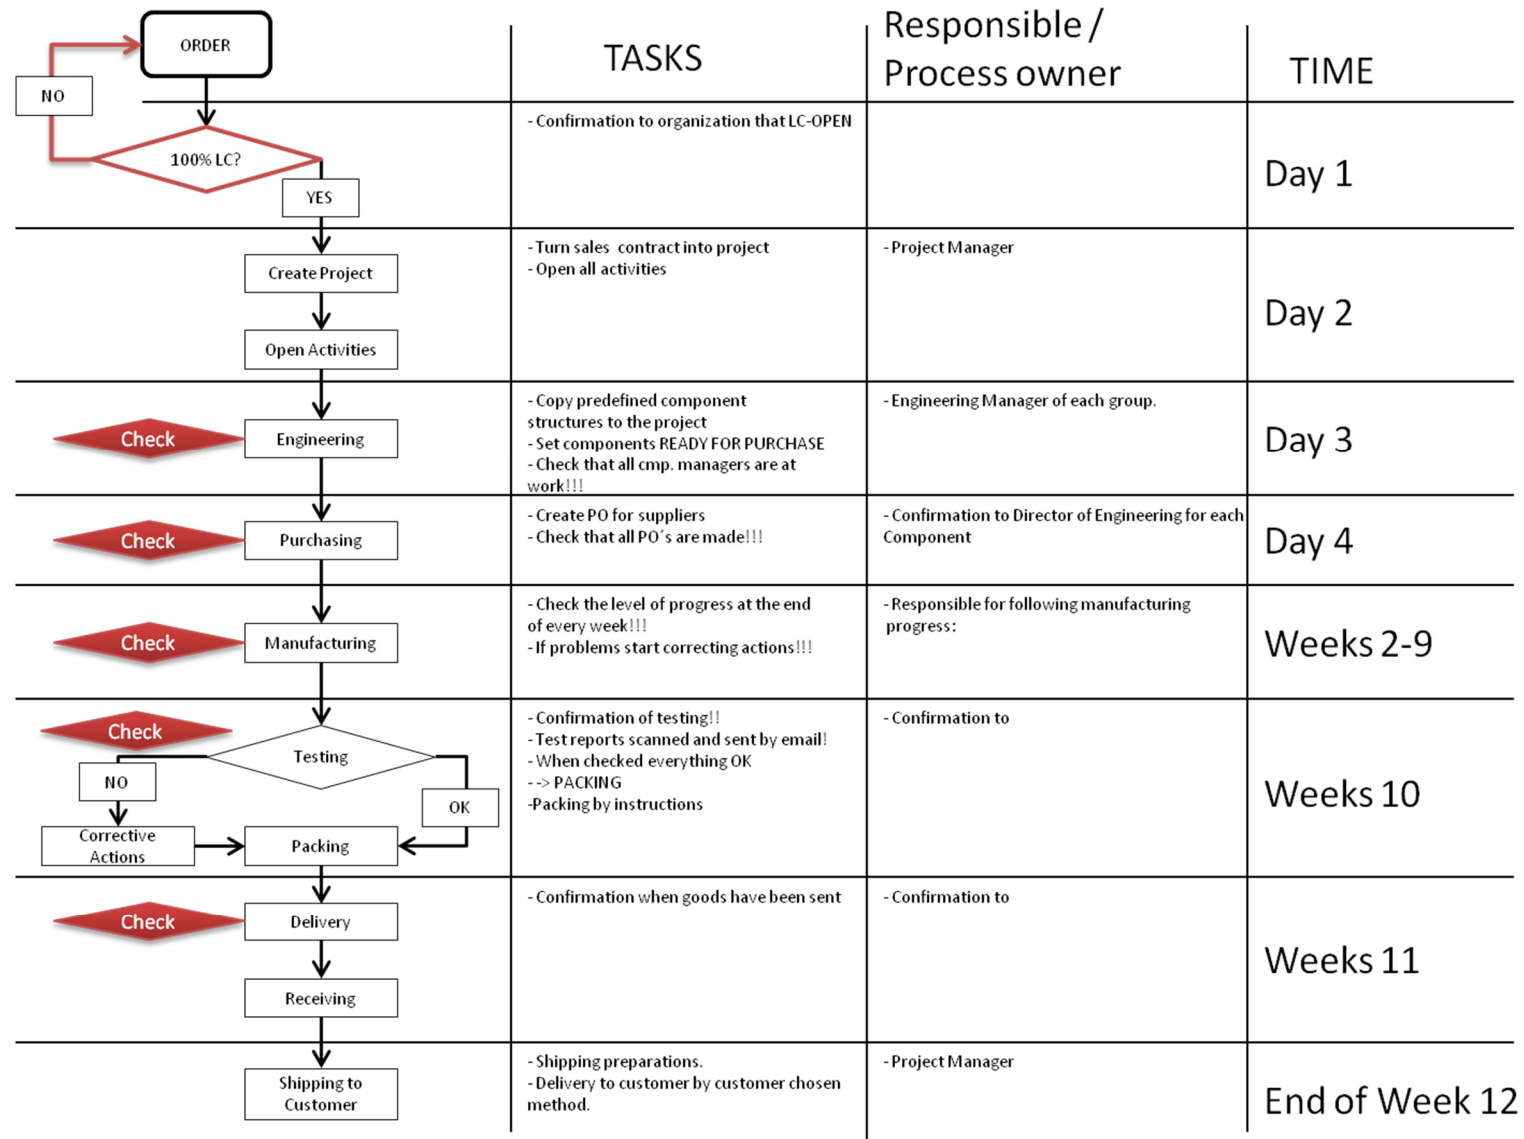 ORDER
TASKS
Responsible /
Process owner
TIME
NO
100% LC?
YES
- Confirmation to organization that LC-OPEN
Day 1
Create Project
Open Activities
- Turn sales contract into project
- Open all activities
- Project Manager
Day 2
Check
Engineering
- Copy predefined component
structures to the project
- Set components READY FOR PURCHASE
- Check that all cmp. managers are at
work!!!
- Engineering Manager of each group.
Day 3
Check
Purchasing
- Create PO for suppliers
- Check that all PO´s are made!!!
- Confirmation to Director of Engineering for each
Component
Day 4
Check
Manufacturing
- Check the level of progress at the end
of every week!!!
- If problems start correcting actions!!!
- Responsible for following manufacturing
progress:
Weeks 2-9
Check
Testing
NO
OK
Corrective
Actions
Packing
- Confirmation of testing!!
- Test reports scanned and sent by email!
- When checked everything OK
--> PACKING
-Packing by instructions
- Confirmation to
Weeks 10
Check
Delivery
Receiving
- Confirmation when goods have been sent
- Confirmation to
Weeks 11
Shipping to
Customer
- Shipping preparations.
- Delivery to customer by customer chosen
method.
- Project Manager
End of Week 12